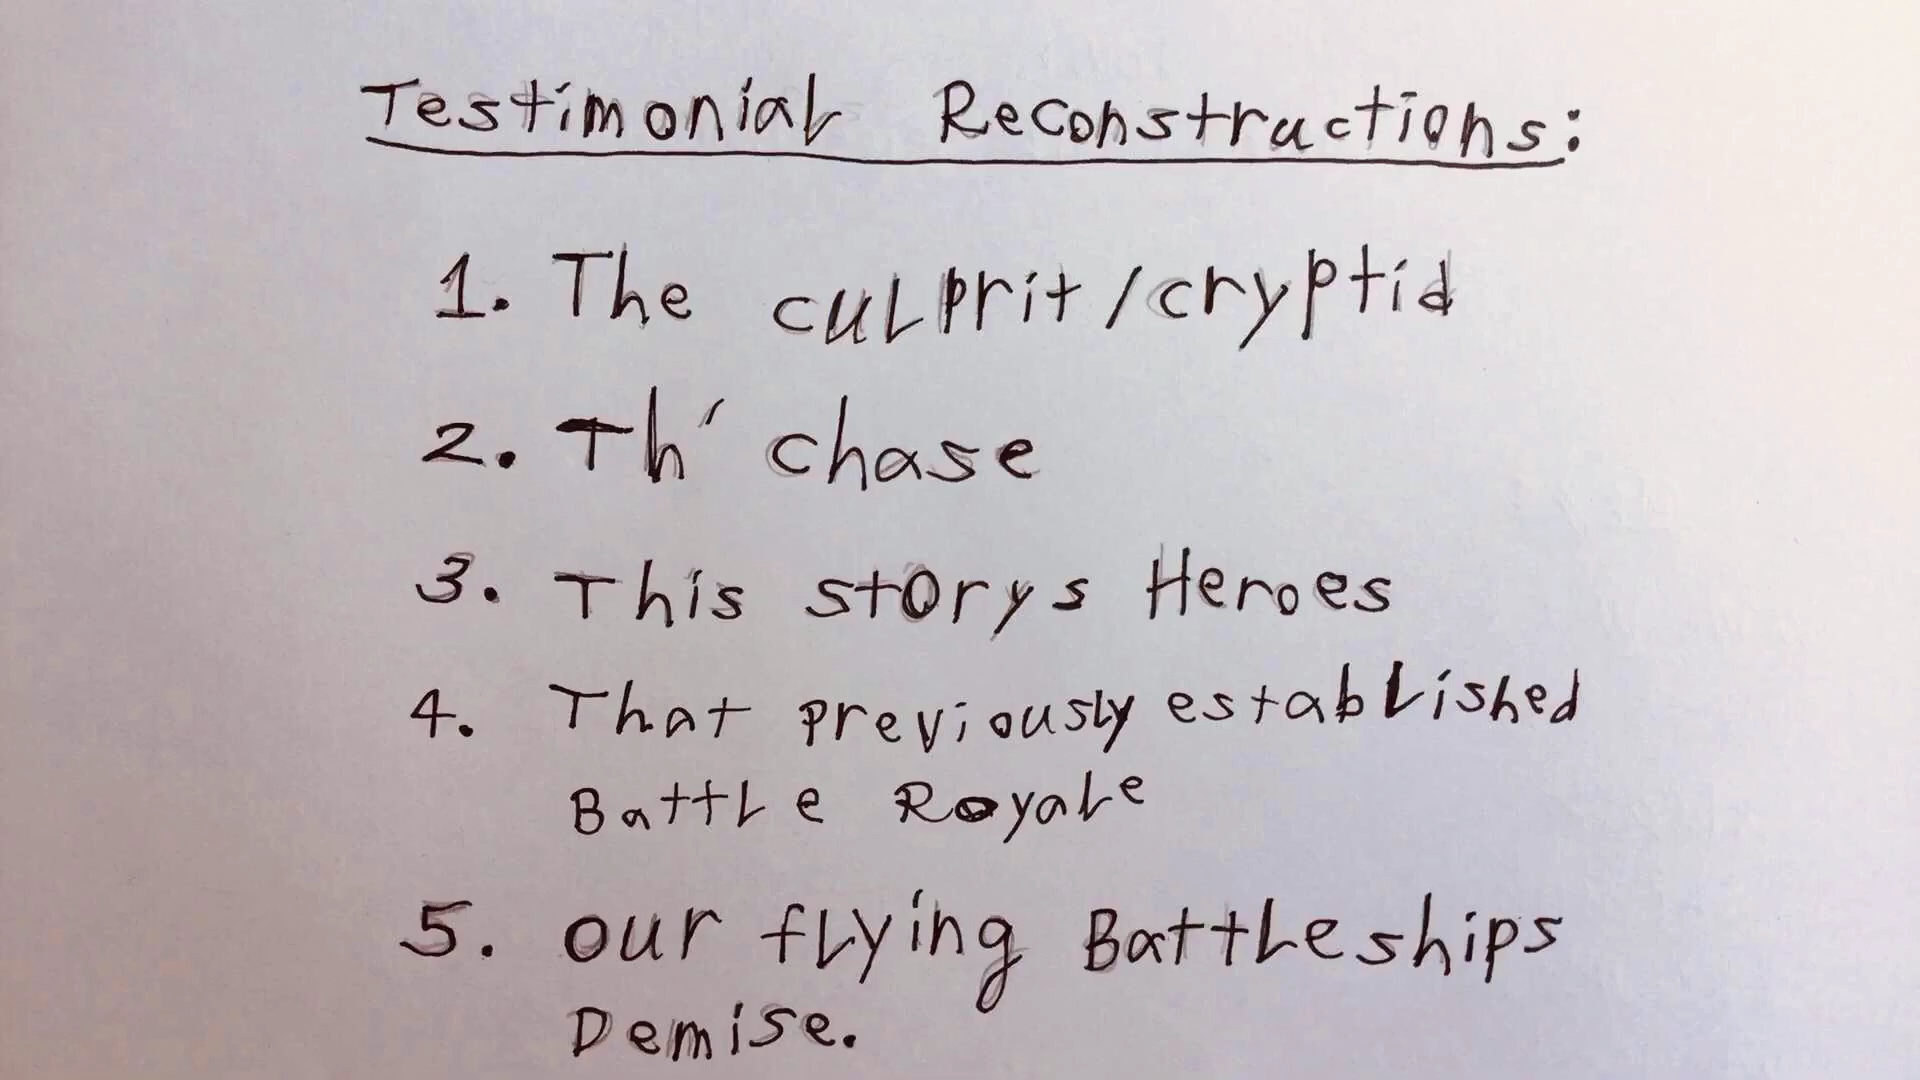 Testimonial Reconstructions:
1. The culprit/cryptid
2. Th' chase
3. This storys Heroes
4. That previously established
Battle Royale
5. our flying Battleships
Demise.